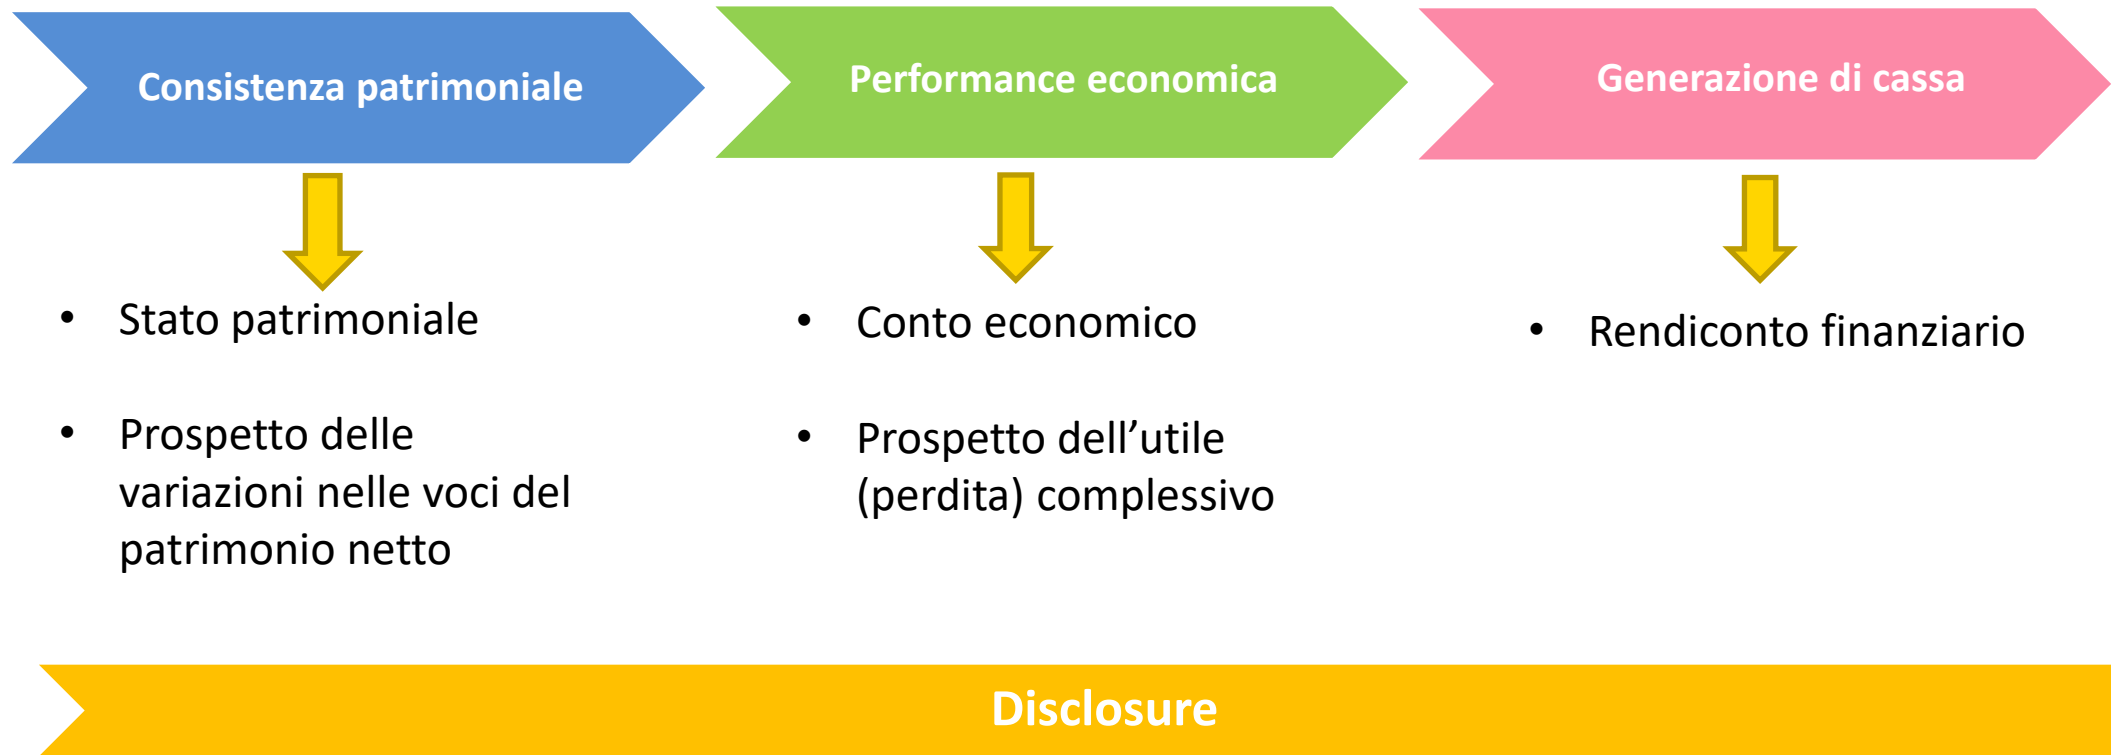 Consistenza patrimoniale
Performance economica
Generazione di cassa
• Stato patrimoniale
• Prospetto delle
variazioni nelle voci del
patrimonio netto
• Conto economico
• Prospetto dell’utile
(perdita) complessivo
• Rendiconto finanziario
Disclosure